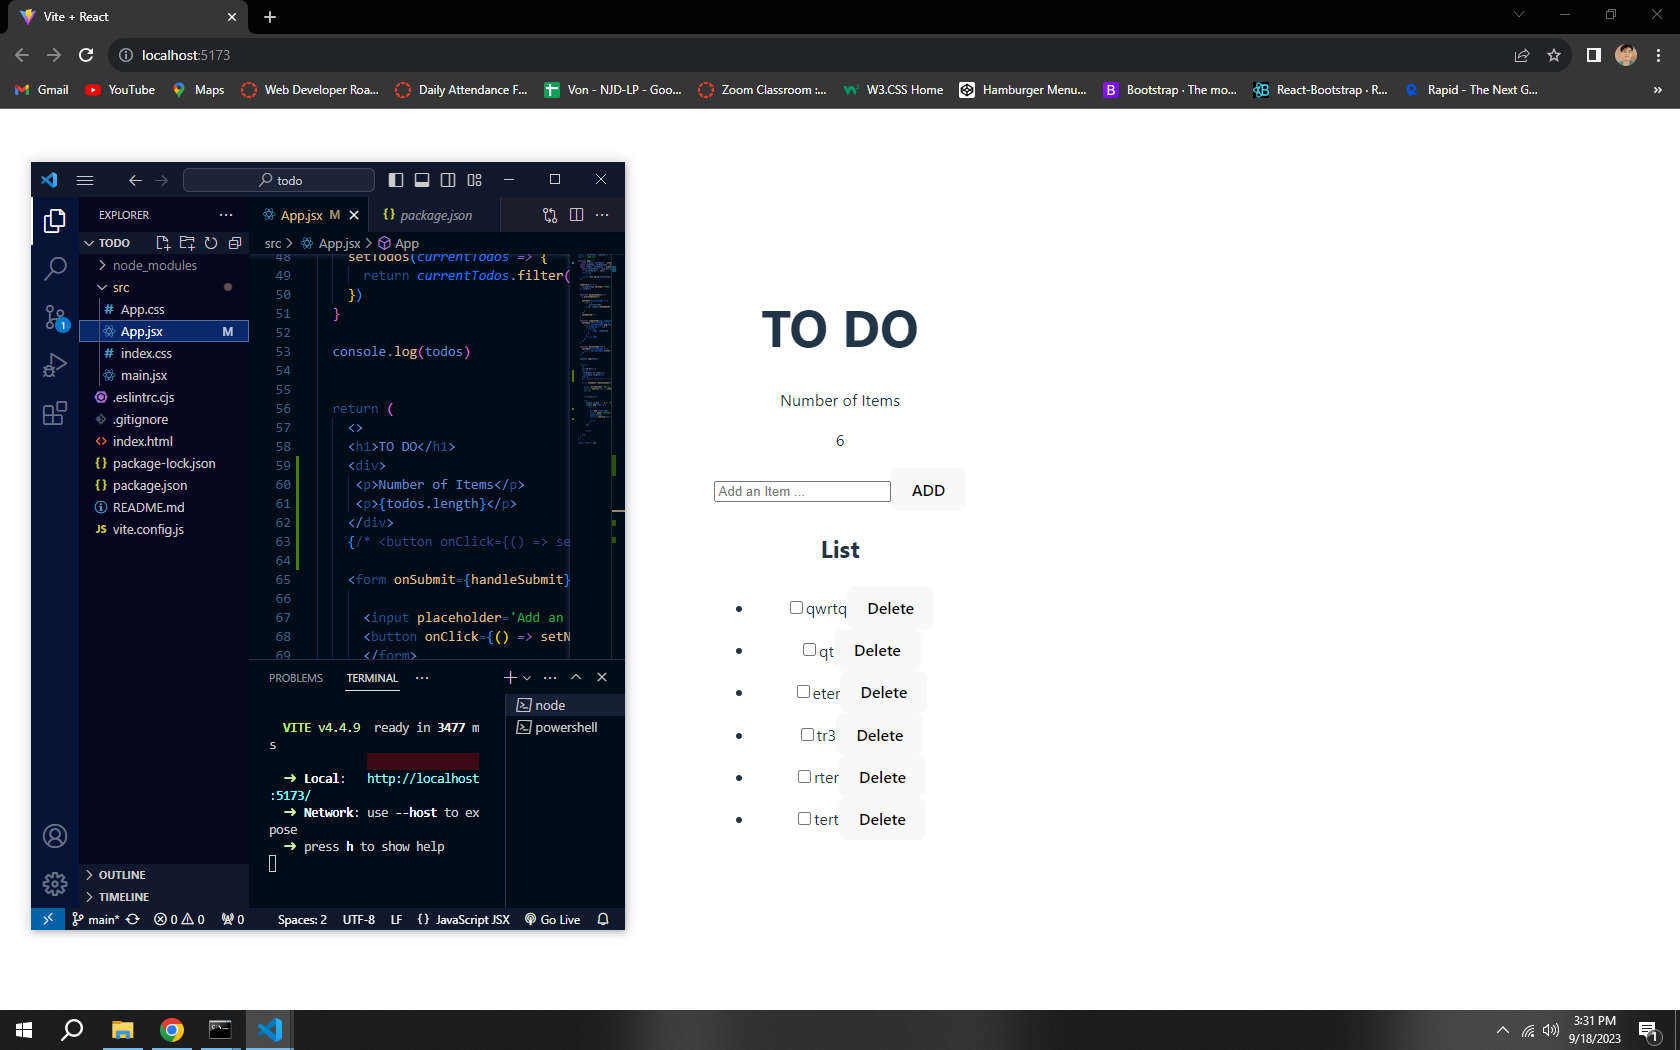 Vite + React
localhost:5173
Gmail YouTube Maps Web Developer Roa... Daily Attendance F... Von - NJD-LP - Goo... Zoom Classroom :... W3.CSS Home Hamburger Menu... Bootstrap · The mo... React-Bootstrap · R... Rapid - The Next G... »
todo
EXPLORER
App.jsx M package.json
TODO
src > App.jsx > App
node_modules
src
App.css
App.jsx M
index.css
main.jsx
.eslintrc.cjs
.gitignore
index.html
package-lock.json
package.json
README.md
vite.config.js
OUTLINE
TIMELINE
48 setTodos(currentTodos => {
49 return currentTodos.filter(
50 })
51 }
52
53 console.log(todos)
54
55
56 return (
57 <>
58 <h1>TO DO</h1>
59 <div>
60 <p>Number of Items</p>
61 <p>{todos.length}</p>
62 </div>
63 {/* <button onClick={() => se
64
65 <form onSubmit={handleSubmit}
66
67 <input placeholder='Add an
68 <button onClick={() => setN
69 </form>
PROBLEMS TERMINAL
node
powershell
VITE v4.4.9 ready in 3477 m
s
➜ Local: http://localhost
:5173/
➜ Network: use --host to ex
pose
➜ press h to show help
main* 0 0 0 Spaces: 2 UTF-8 LF {} JavaScript JSX Go Live
1
TO DO
Number of Items
6
Add an Item ... ADD
List
qwrtq Delete
qt Delete
eter Delete
tr3 Delete
rter Delete
tert Delete
3:31 PM
9/18/2023
1